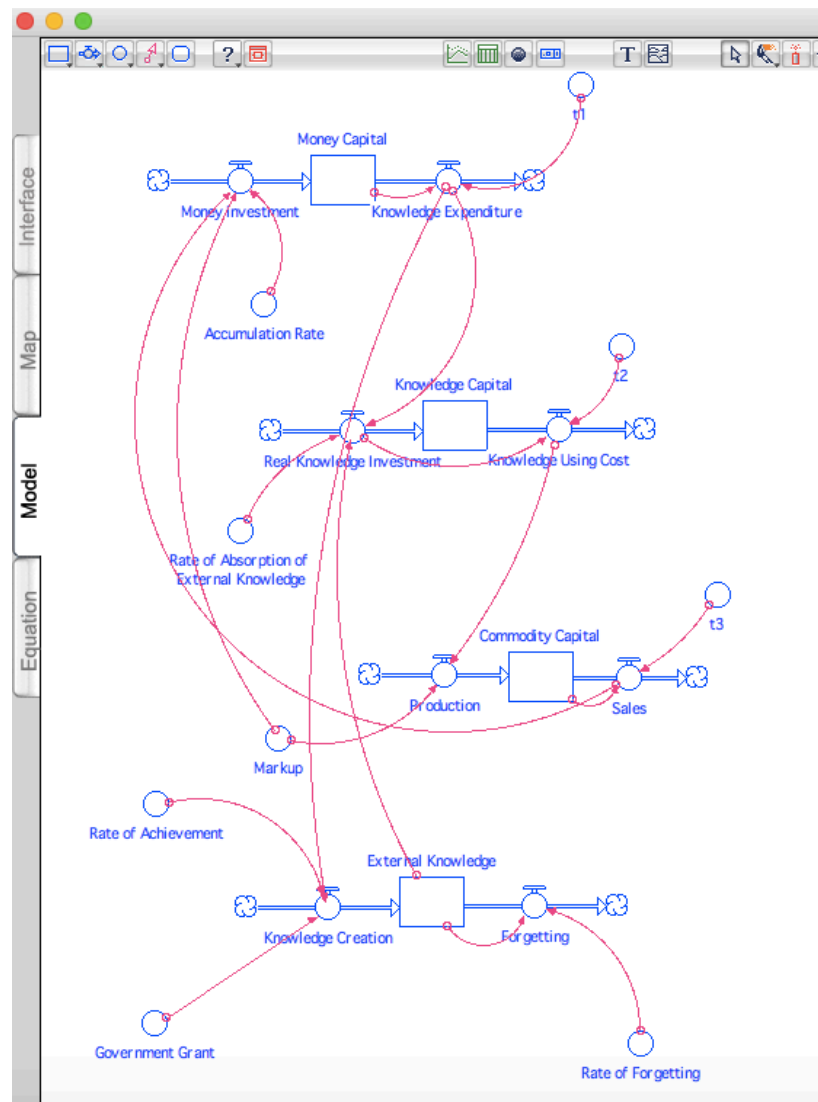 ?
T
t1
Money Capital
Money Investment
Knowledge Expenditure
Interface
Accumulation Rate
Map
t2
Knowledge Capital
Real Knowledge Investment
Knowledge Using Cost
Model
Rate of Absorption of
External Knowledge
Equation
t3
Commodity Capital
Production
Sales
Markup
Rate of Achievement
External Knowledge
Knowledge Creation
Forgetting
Government Grant
Rate of Forgetting